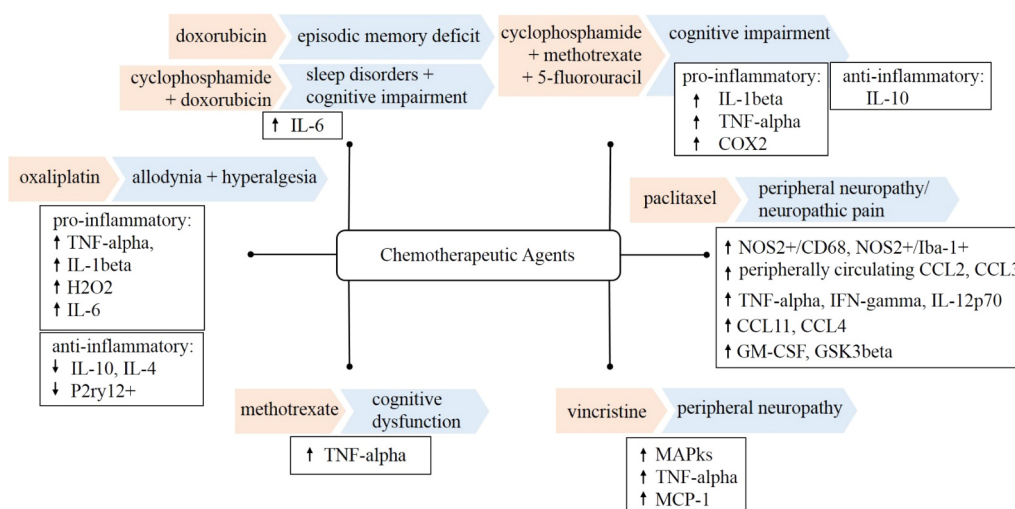 doxorubicin
episodic memory deficit
cyclophosphamide
+ doxorubicin
sleep disorders +
cognitive impairment
↑ IL-6
cyclophosphamide
+ methotrexate
+ 5-fluorouracil
cognitive impairment
pro-inflammatory:
↑ IL-1beta
↑ TNF-alpha
↑ COX2
anti-inflammatory:
IL-10
oxaliplatin
allodynia + hyperalgesia
pro-inflammatory:
↑ TNF-alpha,
↑ IL-1beta
↑ H2O2
↑ IL-6
anti-inflammatory:
↓ IL-10, IL-4
↓ P2ry12+
Chemotherapeutic Agents
paclitaxel
peripheral neuropathy/
neuropathic pain
↑ NOS2+/CD68, NOS2+/Iba-1+
↑ peripherally circulating CCL2, CCL3
↑ TNF-alpha, IFN-gamma, IL-12p70
↑ CCL11, CCL4
↑ GM-CSF, GSK3beta
methotrexate
cognitive
dysfunction
↑ TNF-alpha
vincristine
peripheral neuropathy
↑ MAPks
↑ TNF-alpha
↑ MCP-1